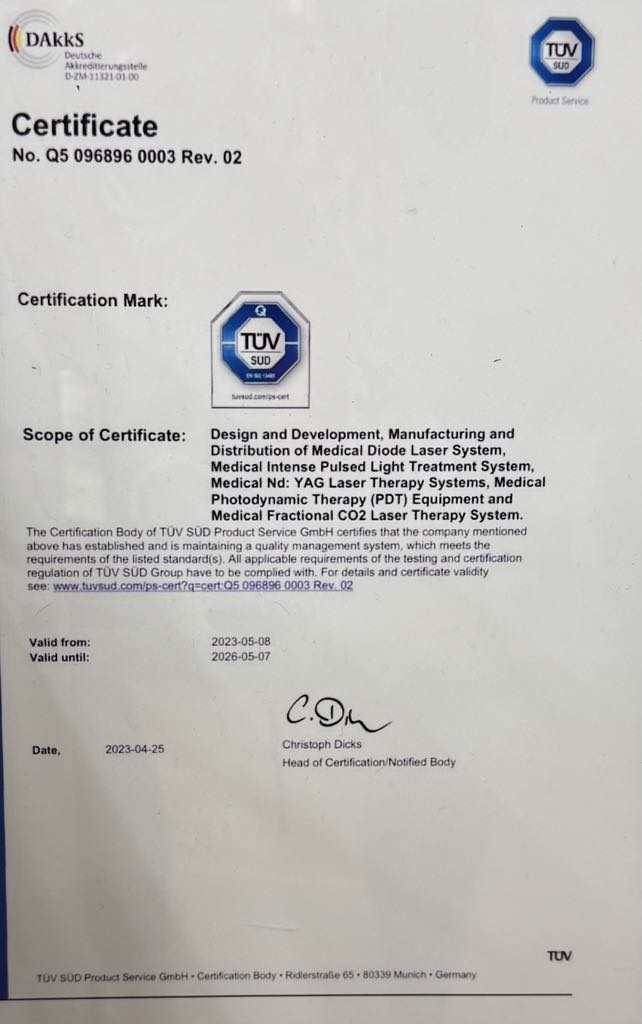 DAkkS
Deutsche
Akkreditierungsstelle
D-ZM-11321-01-00
TÜV
SÜD
Product Service
Certificate
No. Q5 096896 0003 Rev. 02
Certification Mark:
TÜV
SÜD
EN ISO 13485
tuvsud.com/ps-cert
Scope of Certificate:
Design and Development, Manufacturing and
Distribution of Medical Diode Laser System,
Medical Intense Pulsed Light Treatment System,
Medical Nd: YAG Laser Therapy Systems, Medical
Photodynamic Therapy (PDT) Equipment and
Medical Fractional CO2 Laser Therapy System.
The Certification Body of TÜV SÜD Product Service GmbH certifies that the company mentioned
above has established and is maintaining a quality management system, which meets the
requirements of the listed standard(s). All applicable requirements of the testing and certification
regulation of TÜV SÜD Group have to be complied with. For details and certificate validity
see: www.tuvsud.com/ps-cert?q=cert:Q5 096896 0003 Rev. 02
Valid from: 2023-05-08
Valid until: 2026-05-07
Date, 2023-04-25
Christoph Dicks
Head of Certification/Notified Body
TÜV
TÜV SÜD Product Service GmbH • Certification Body • Ridlerstraße 65 • 80339 Munich • Germany